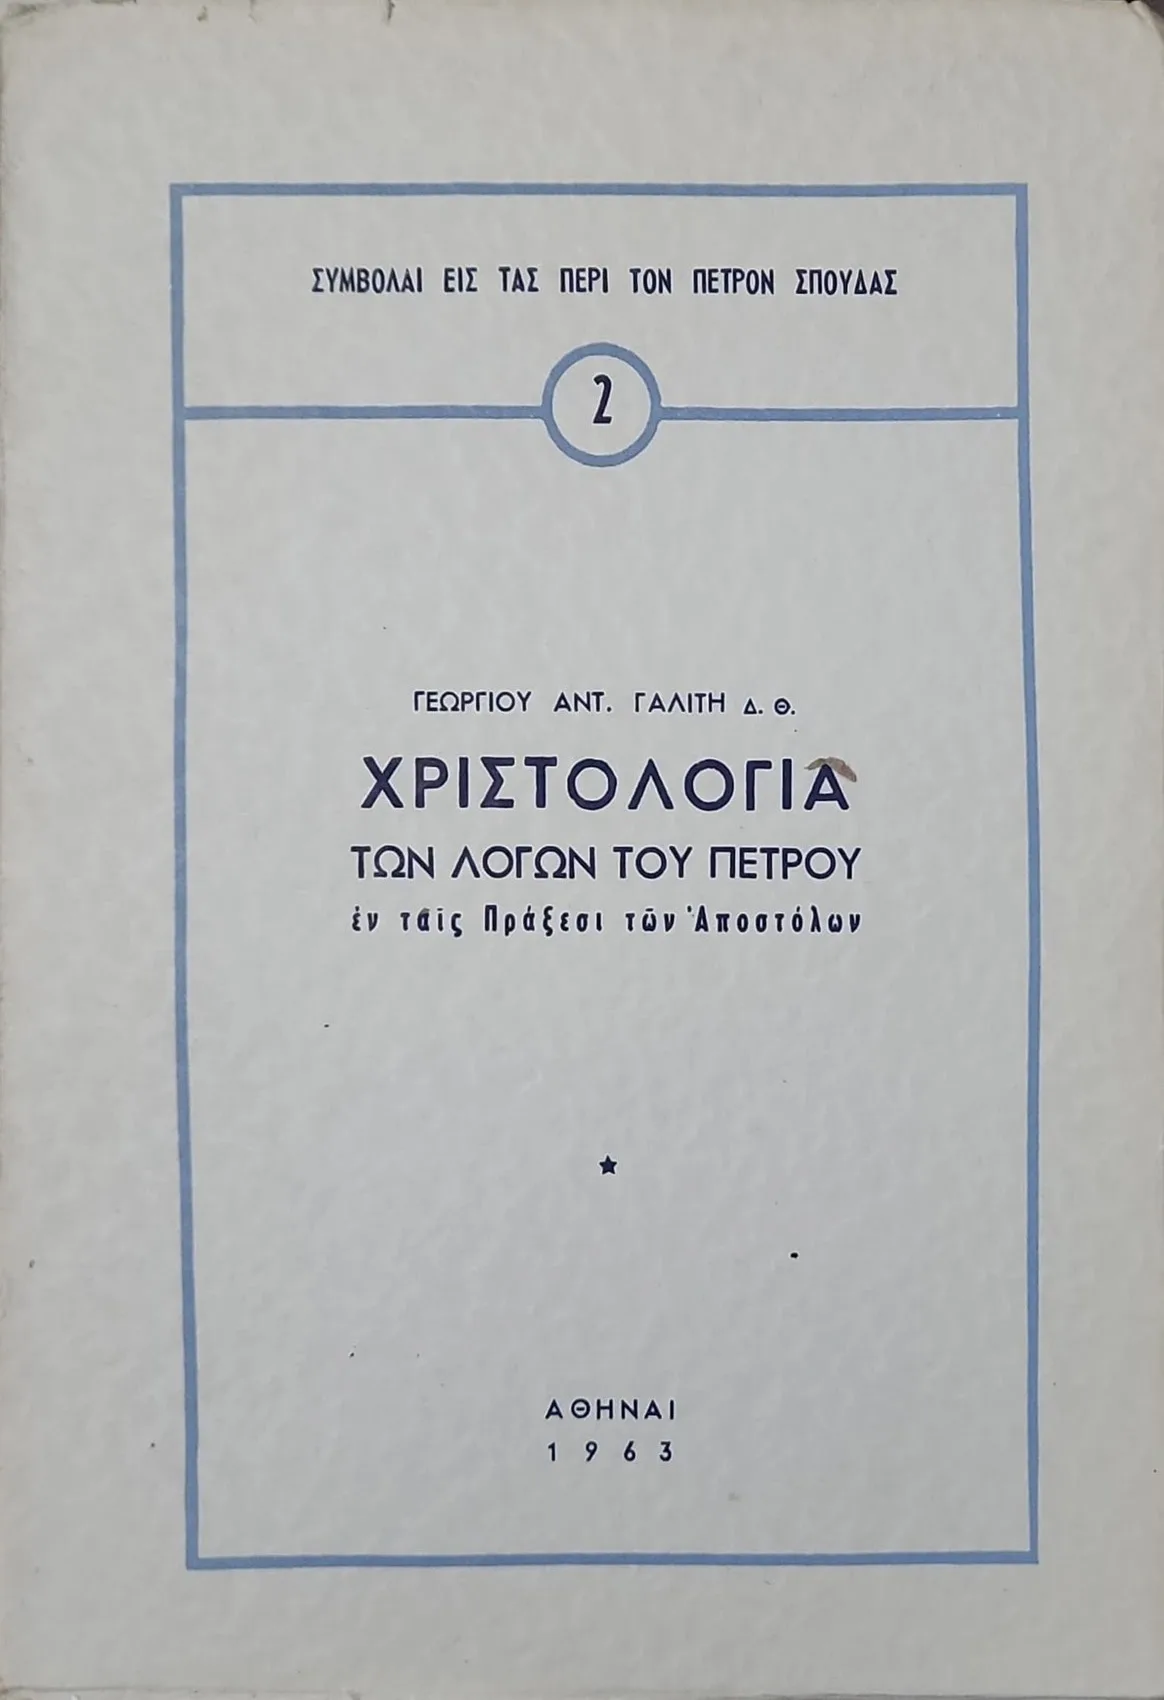 ΣΥΜΒΟΛΑΙ ΕΙΣ ΤΑΣ ΠΕΡΙ ΤΟΝ ΠΕΤΡΟΝ ΣΠΟΥΔΑΣ
2
ΓΕΩΡΓΙΟΥ ΑΝΤ. ΓΑΛΙΤΗ Δ. Θ.
ΧΡΙΣΤΟΛΟΓΙΑ
ΤΩΝ ΛΟΓΩΝ ΤΟΥ ΠΕΤΡΟΥ
ἐν ταῖς Πράξεσι τῶν Ἀποστόλων
ΑΘΗΝΑΙ
1963